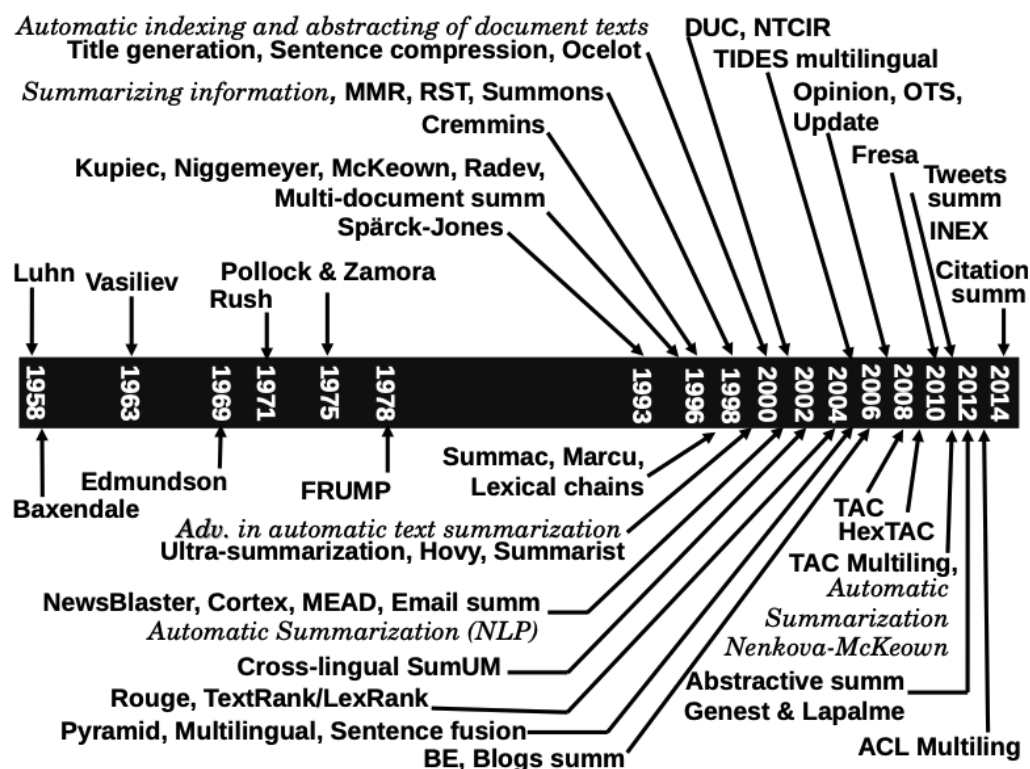 Automatic indexing and abstracting of document texts
Title generation, Sentence compression, Ocelot
Summarizing information, MMR, RST, Summons
Cremmins
Kupiec, Niggemeyer, McKeown, Radev,
Multi-document summ
Spärck-Jones
DUC, NTCIR
TIDES multilingual
Opinion, OTS,
Update
Fresa
Tweets
summ
INEX
Citation
summ
Luhn
Vasiliev
Pollock & Zamora
Rush
1958
1963
1969
1971
1975
1978
1993
1996
1998
2000
2002
2004
2006
2008
2010
2012
2014
Baxendale
Edmundson
FRUMP
Summac, Marcu,
Lexical chains
Adv. in automatic text summarization
Ultra-summarization, Hovy, Summarist
NewsBlaster, Cortex, MEAD, Email summ
Automatic Summarization (NLP)
Cross-lingual SumUM
Rouge, TextRank/LexRank
Pyramid, Multilingual, Sentence fusion
BE, Blogs summ
TAC
HexTAC
TAC Multiling,
Automatic
Summarization
Nenkova-McKeown
Abstractive summ
Genest & Lapalme
ACL Multiling